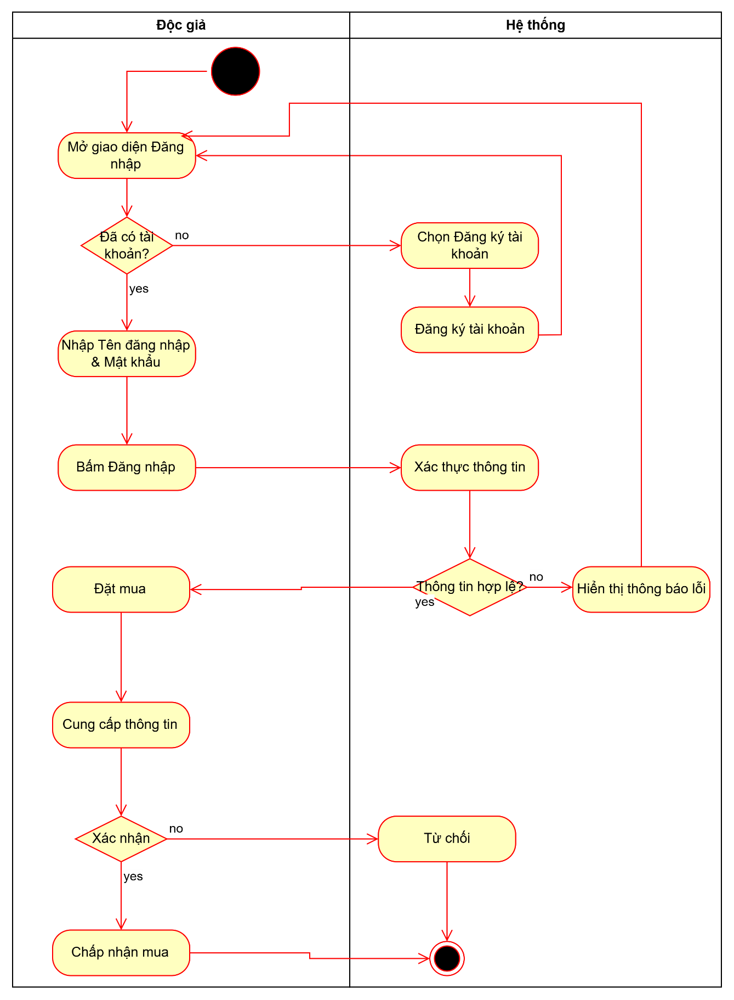 Độc giả
Hệ thống
Mở giao diện Đăng
nhập
Đã có tài
khoản?
no
Chọn Đăng ký tài
khoản
yes
Đăng ký tài khoản
Nhập Tên đăng nhập
& Mật khẩu
Bấm Đăng nhập
Xác thực thông tin
Đặt mua
Thông tin hợp lệ?
no
Hiển thị thông báo lỗi
yes
Cung cấp thông tin
Xác nhận
no
Từ chối
yes
Chấp nhận mua